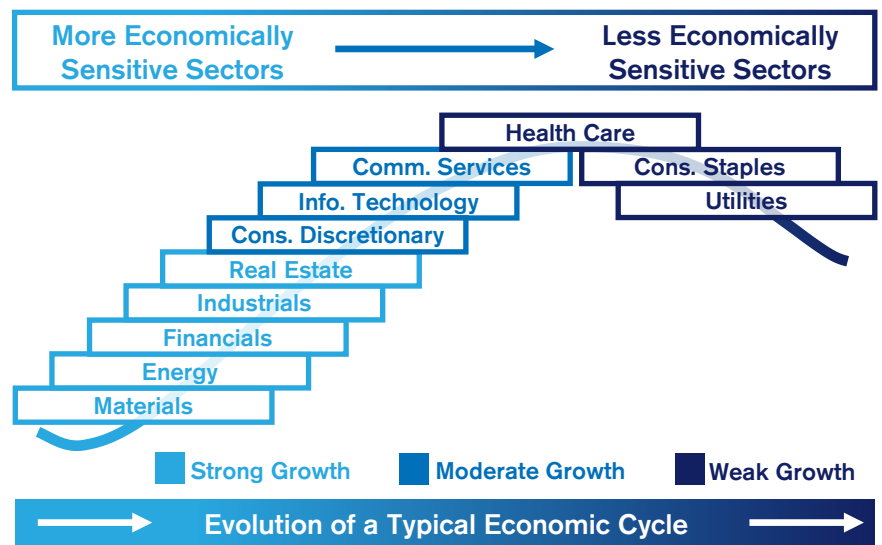 More Economically
Sensitive Sectors
Less Economically
Sensitive Sectors
Health Care
Comm. Services
Cons. Staples
Info. Technology
Utilities
Cons. Discretionary
Real Estate
Industrials
Financials
Energy
Materials
Strong Growth
Moderate Growth
Weak Growth
Evolution of a Typical Economic Cycle